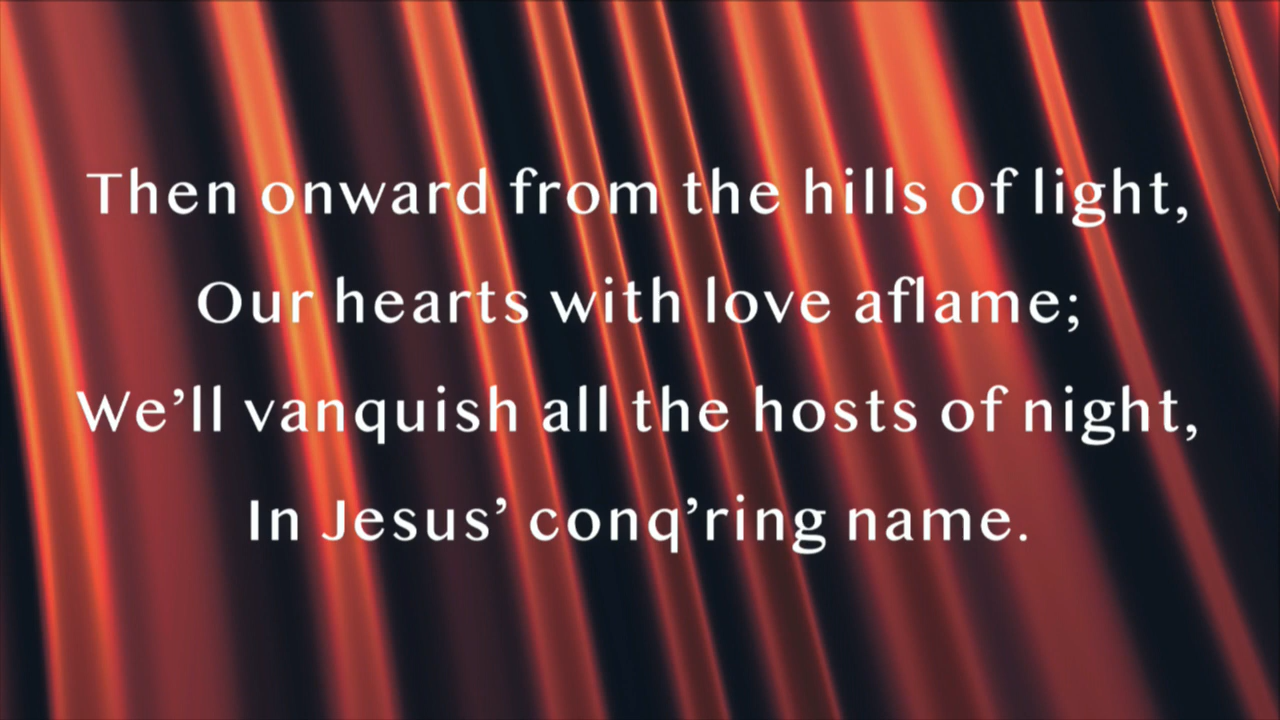 Then onward from the hills of light,
Our hearts with love aflame;
We’ll vanquish all the hosts of night,
In Jesus’ conq’ring name.